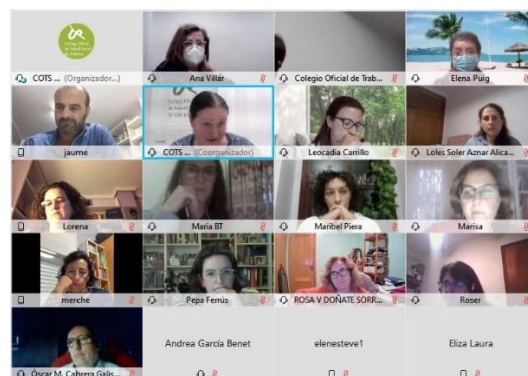 COTS ... (Organizador...)
Ana Villar
Colegio Oficial de Trab...
Elena Puig
jaume
COTS ... (Coorganizador)
Leocadia Carrillo
Loles Soler Aznar Alica...
Lorena
Maria BT
Maribel Piera
Marisa
merche
Pepa Ferrús
ROSA V DOÑATE SORR...
Roser
Óscar M. Cabrera Galis...
Andrea García Benet
elenesteve1
Eliza Laura